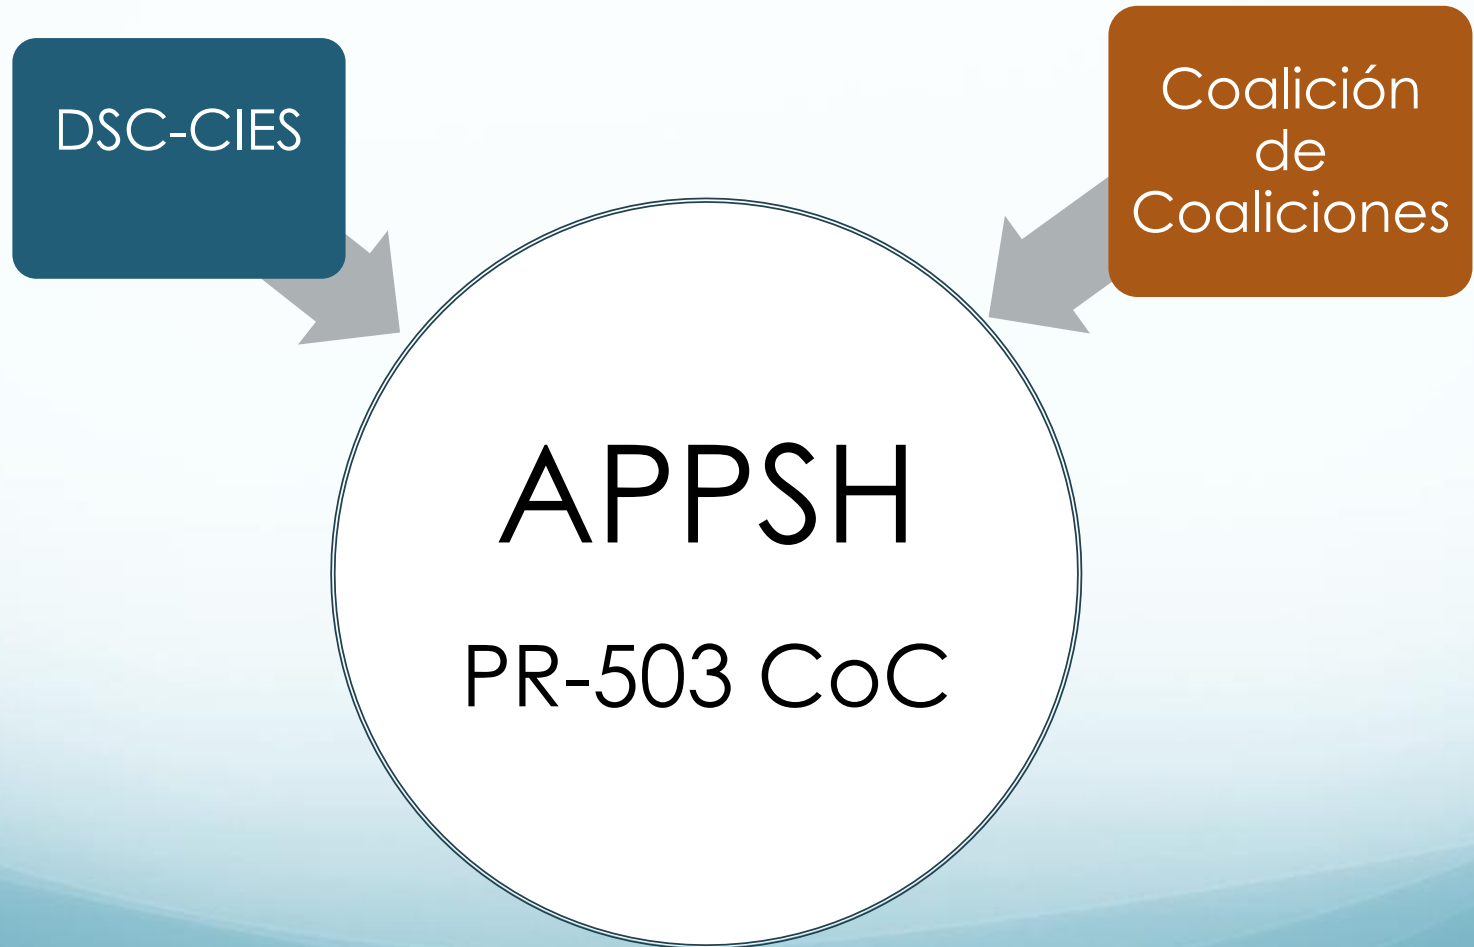 DSC-CIES
Coalición
de
Coaliciones
APPSH
PR-503 CoC